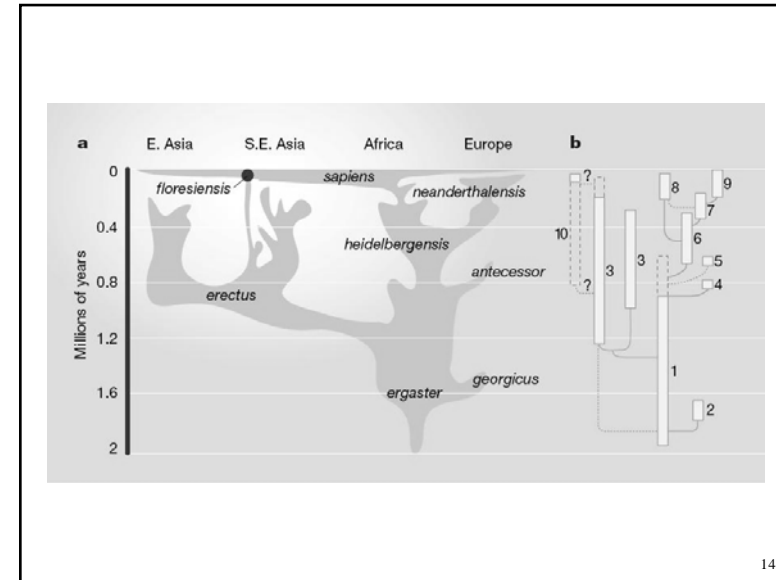 a E. Asia S.E. Asia Africa Europe b
0
floresiensis
sapiens
neanderthalensis
0.4
heidelbergensis
antecessor
0.8
erectus
1.2
georgicus
1.6
ergaster
2
Millions of years
?
8
9
7
10
6
3
3
5
?
4
1
2
14